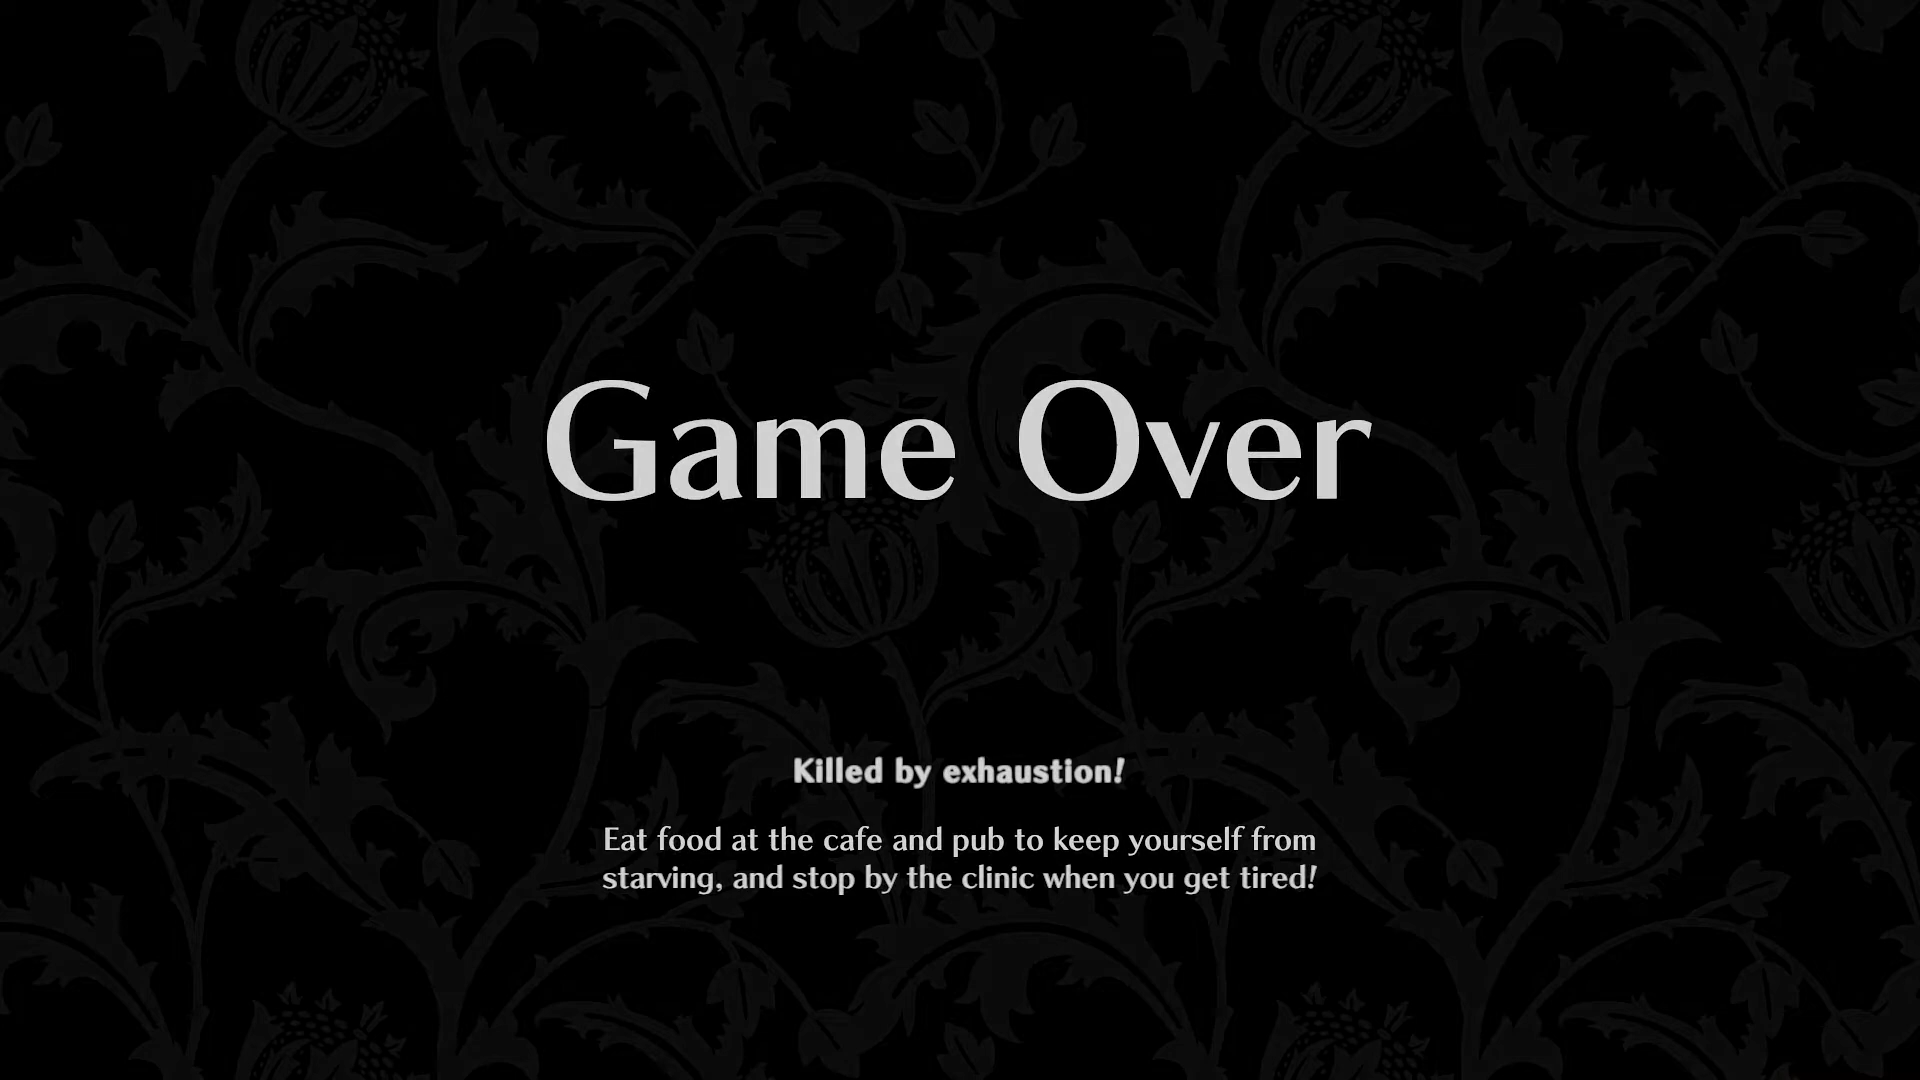 Game Over
Killed by exhaustion!
Eat food at the cafe and pub to keep yourself from
starving, and stop by the clinic when you get tired!